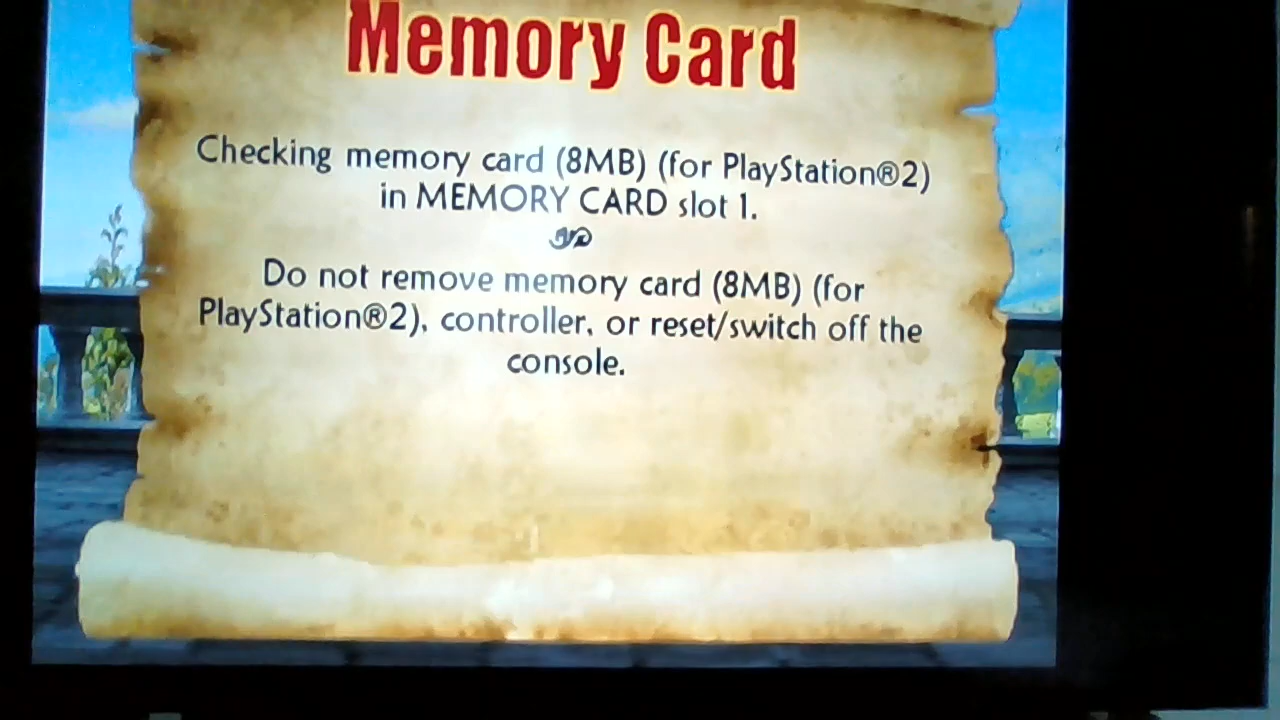 Memory Card
Checking memory card (8MB) (for PlayStation®2)
in MEMORY CARD slot 1.
Do not remove memory card (8MB) (for
PlayStation®2), controller, or reset/switch off the
console.